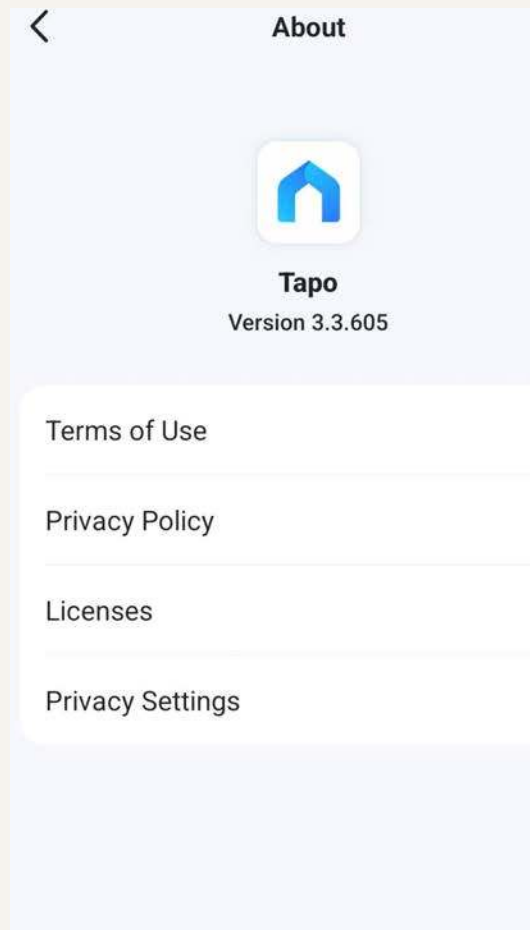 About
Tapo
Version 3.3.605
Terms of Use
Privacy Policy
Licenses
Privacy Settings